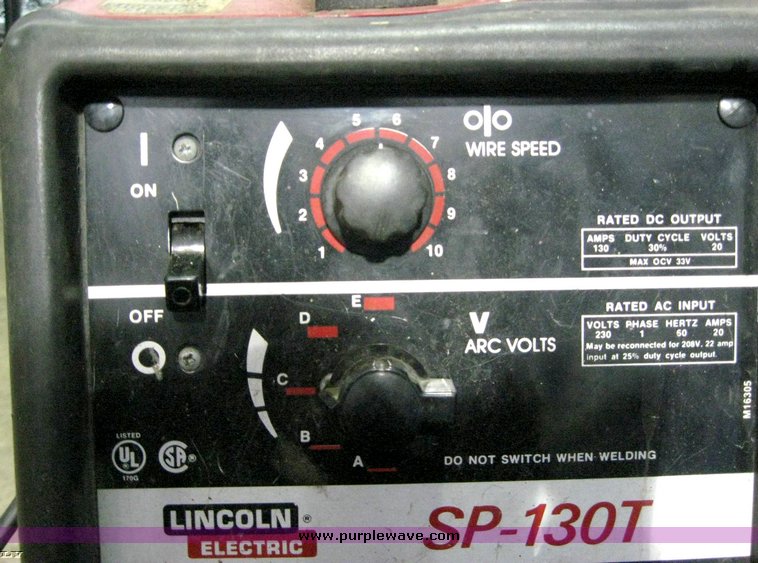 I
ON
OFF
O
1
2
3
4
5
6
7
8
9
10
WIRE SPEED
RATED DC OUTPUT
AMPS DUTY CYCLE VOLTS
130 30% 20
MAX OCV 33V
E
D
C
B
A
V
ARC VOLTS
RATED AC INPUT
VOLTS PHASE HERTZ AMPS
230 1 60 20
May be reconnected for 208V, 22 amp
input at 25% duty cycle output.
M16305
DO NOT SWITCH WHEN WELDING
LISTED
UL ®
170G
SA ®
LINCOLN ®
ELECTRIC
SP-130T
www.purplewave.com